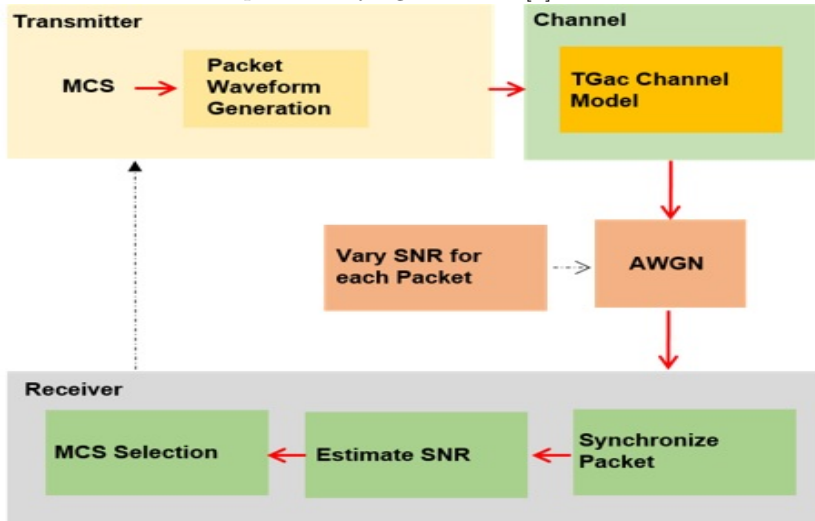 Transmitter
Channel
MCS
Packet
Waveform
Generation
TGac Channel
Model
Vary SNR for
each Packet
AWGN
Receiver
MCS Selection
Estimate SNR
Synchronize
Packet